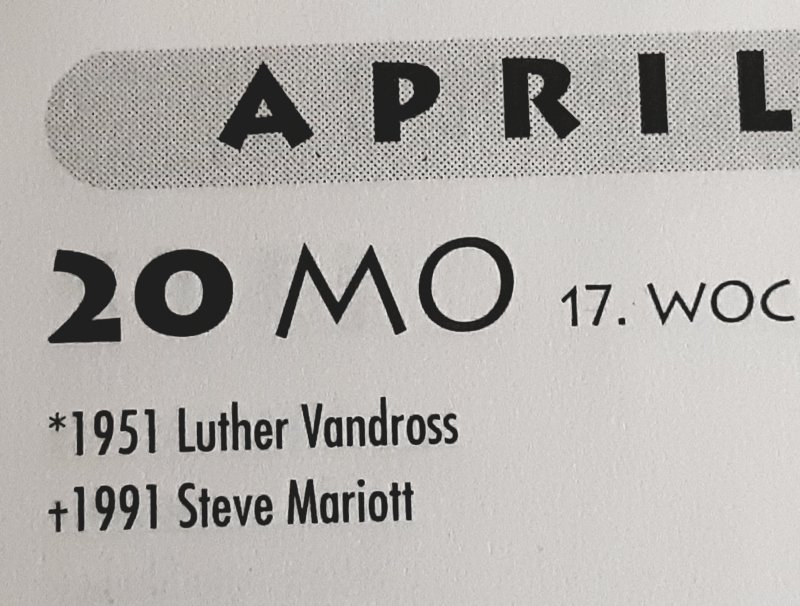 APRIL
20 MO 17. WOC
*1951 Luther Vandross
†1991 Steve Mariott